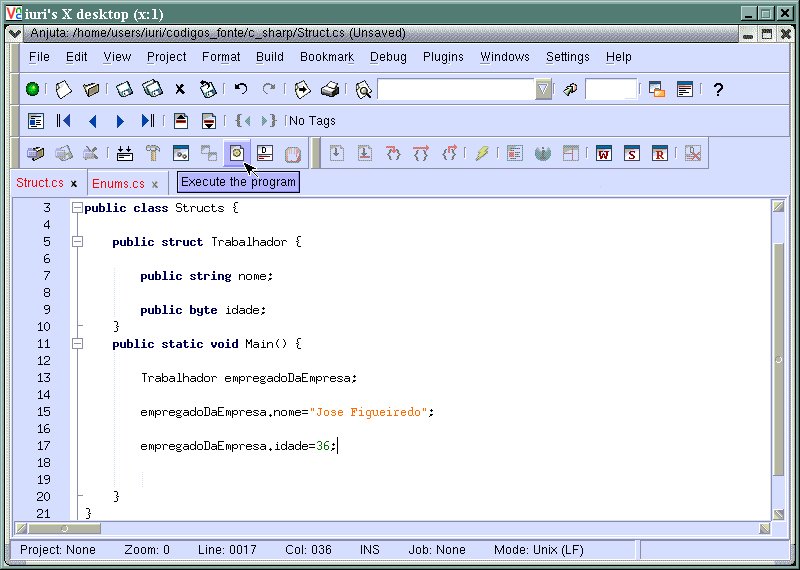 iuri's X desktop (x:1)
Anjuta: /home/users/iuri/codigos_fonte/c_sharp/Struct.cs (Unsaved)
File Edit View Project Format Build Bookmark Debug Plugins Windows Settings Help
?
No Tags
D W S R
Struct.cs x Enums.cs x Execute the program
3 public class Structs {
4
5 public struct Trabalhador {
6
7 public string nome;
8
9 public byte idade;
10 }
11 public static void Main() {
12
13 Trabalhador empregadoDaEmpresa;
14
15 empregadoDaEmpresa.nome="Jose Figueiredo";
16
17 empregadoDaEmpresa.idade=36;
18
19
20 }
21 }
Project: None Zoom: 0 Line: 0017 Col: 036 INS Job: None Mode: Unix (LF)